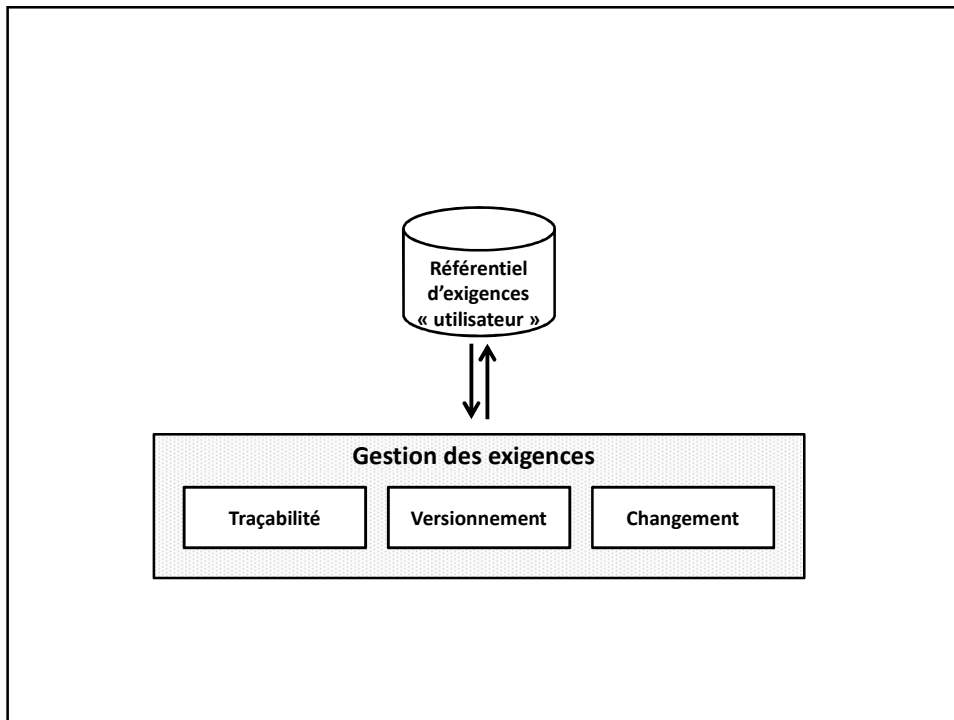 Référentiel
d’exigences
« utilisateur »
Gestion des exigences
Traçabilité
Versionnement
Changement